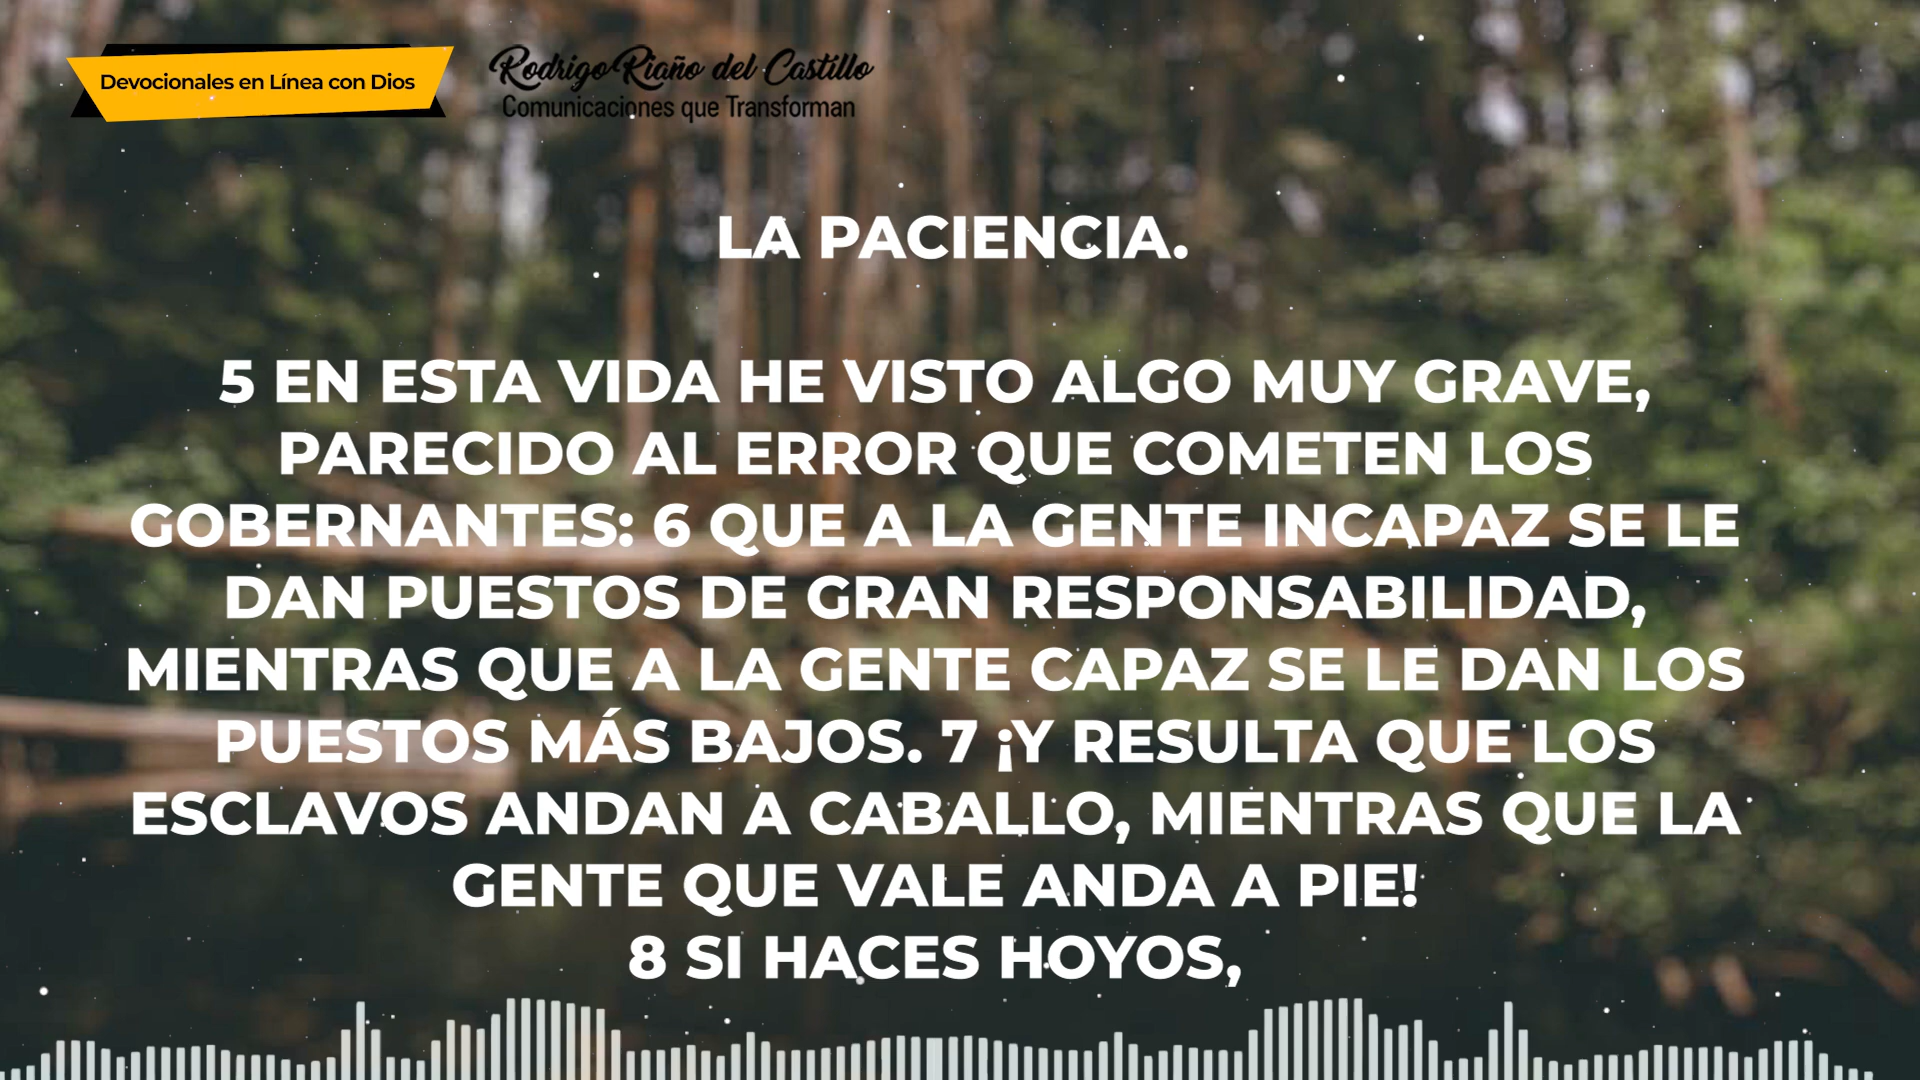 Devocionales en Línea con Dios
Rodrigo Riaño del Castillo
Comunicaciones que Transforman
LA PACIENCIA.
5 EN ESTA VIDA HE VISTO ALGO MUY GRAVE,
PARECIDO AL ERROR QUE COMETEN LOS
GOBERNANTES: 6 QUE A LA GENTE INCAPAZ SE LE
DAN PUESTOS DE GRAN RESPONSABILIDAD,
MIENTRAS QUE A LA GENTE CAPAZ SE LE DAN LOS
PUESTOS MÁS BAJOS. 7 ¡Y RESULTA QUE LOS
ESCLAVOS ANDAN A CABALLO, MIENTRAS QUE LA
GENTE QUE VALE ANDA A PIE!
8 SI HACES HOYOS,